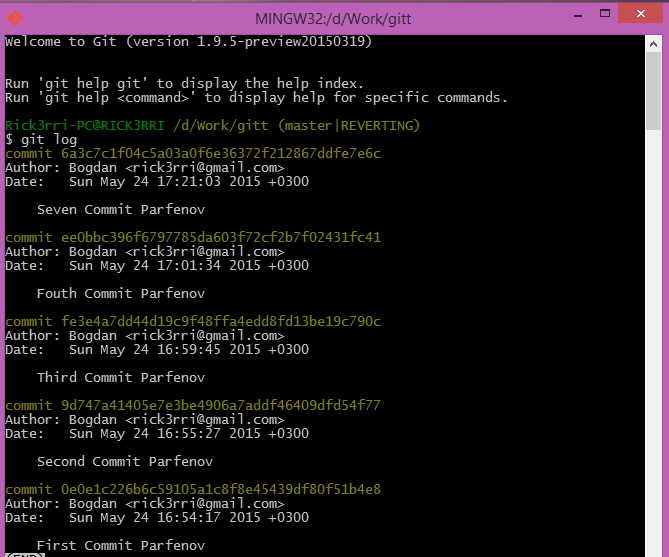 MINGW32:/d/Work/gitt
Welcome to Git (version 1.9.5-preview20150319)
Run 'git help git' to display the help index.
Run 'git help <command>' to display help for specific commands.
Rick3rri-PC@RICK3RRI /d/Work/gitt (master|REVERTING)
$ git log
commit 6a3c7c1f04c5a03a0f6e36372f212867ddfe7e6c
Author: Bogdan <rick3rri@gmail.com>
Date:   Sun May 24 17:21:03 2015 +0300
    Seven Commit Parfenov
commit ee0bbc396f6797785da603f72cf2b7f02431fc41
Author: Bogdan <rick3rri@gmail.com>
Date:   Sun May 24 17:01:34 2015 +0300
    Fouth Commit Parfenov
commit fe3e4a7dd44d19c9f48ffa4edd8fd13be19c790c
Author: Bogdan <rick3rri@gmail.com>
Date:   Sun May 24 16:59:45 2015 +0300
    Third Commit Parfenov
commit 9d747a41405e7e3be4906a7addf46409dfd54f77
Author: Bogdan <rick3rri@gmail.com>
Date:   Sun May 24 16:55:27 2015 +0300
    Second Commit Parfenov
commit 0e0e1c226b6c59105a1c8f8e45439df80f51b4e8
Author: Bogdan <rick3rri@gmail.com>
Date:   Sun May 24 16:54:17 2015 +0300
    First Commit Parfenov
(END)